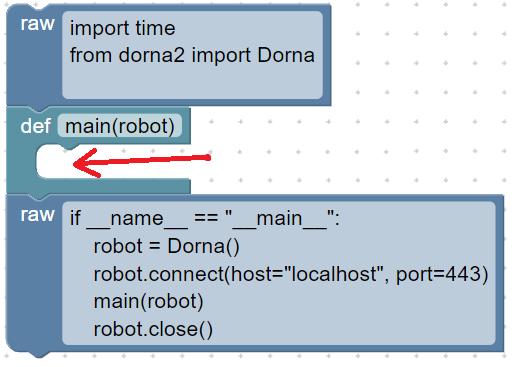 raw
import time
from dorna2 import Dorna
def main(robot)
raw
if __name__ == "__main__":
robot = Dorna()
robot.connect(host="localhost", port=443)
main(robot)
robot.close()